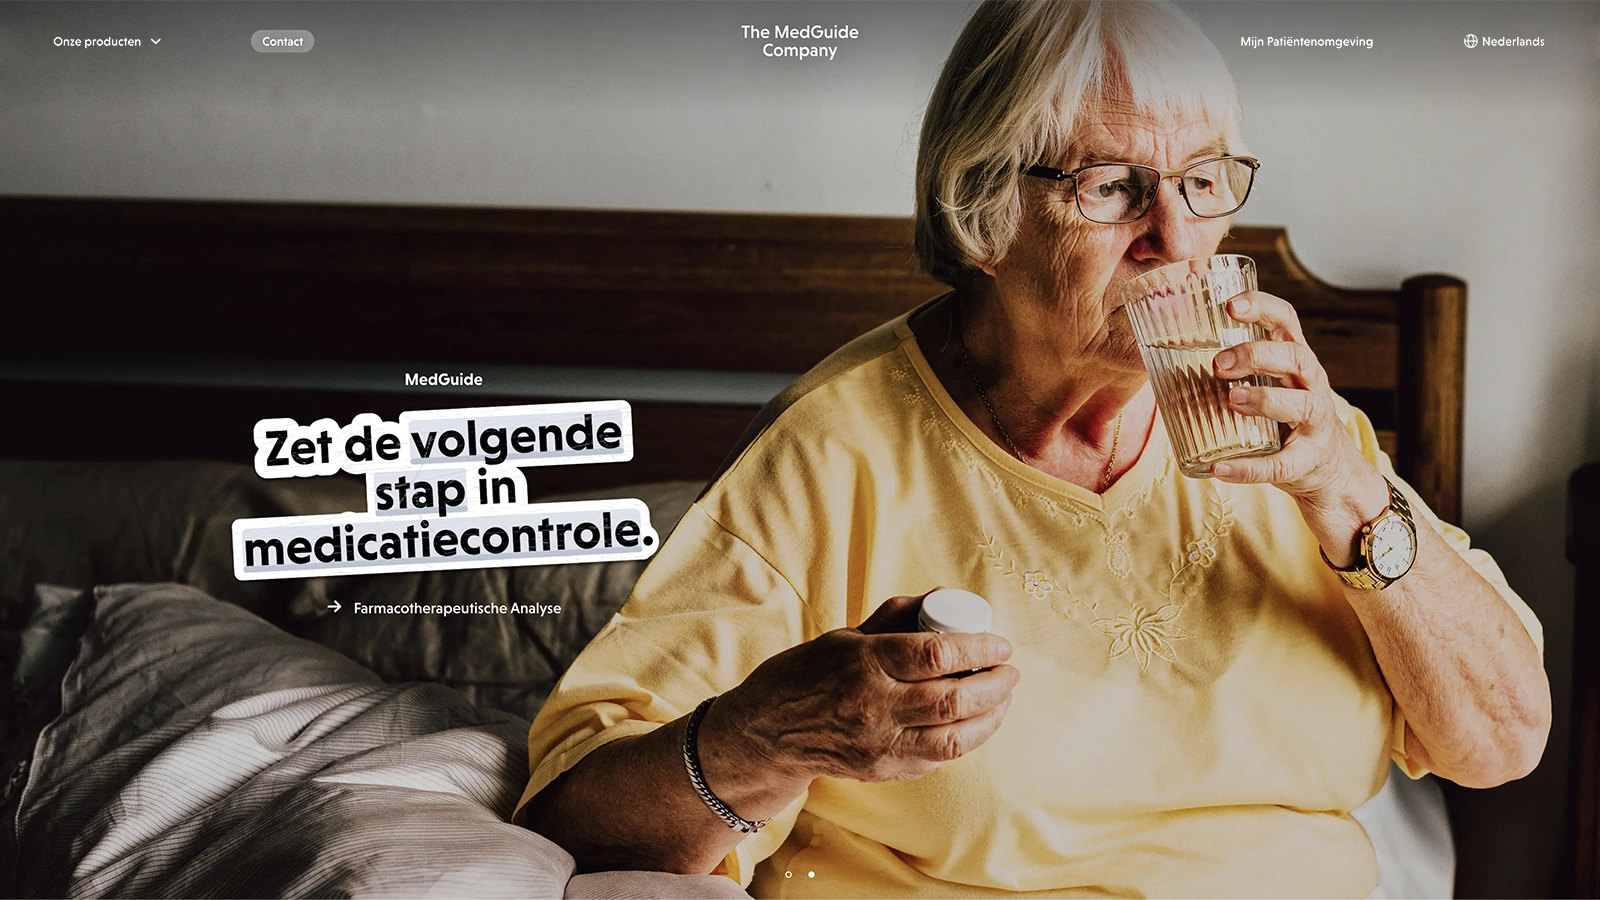 Onze producten
Contact
The MedGuide
Company
Mijn Patiëntenomgeving
Nederlands
MedGuide
Zet de volgende
stap in
medicatiecontrole.
Farmacotherapeutische Analyse